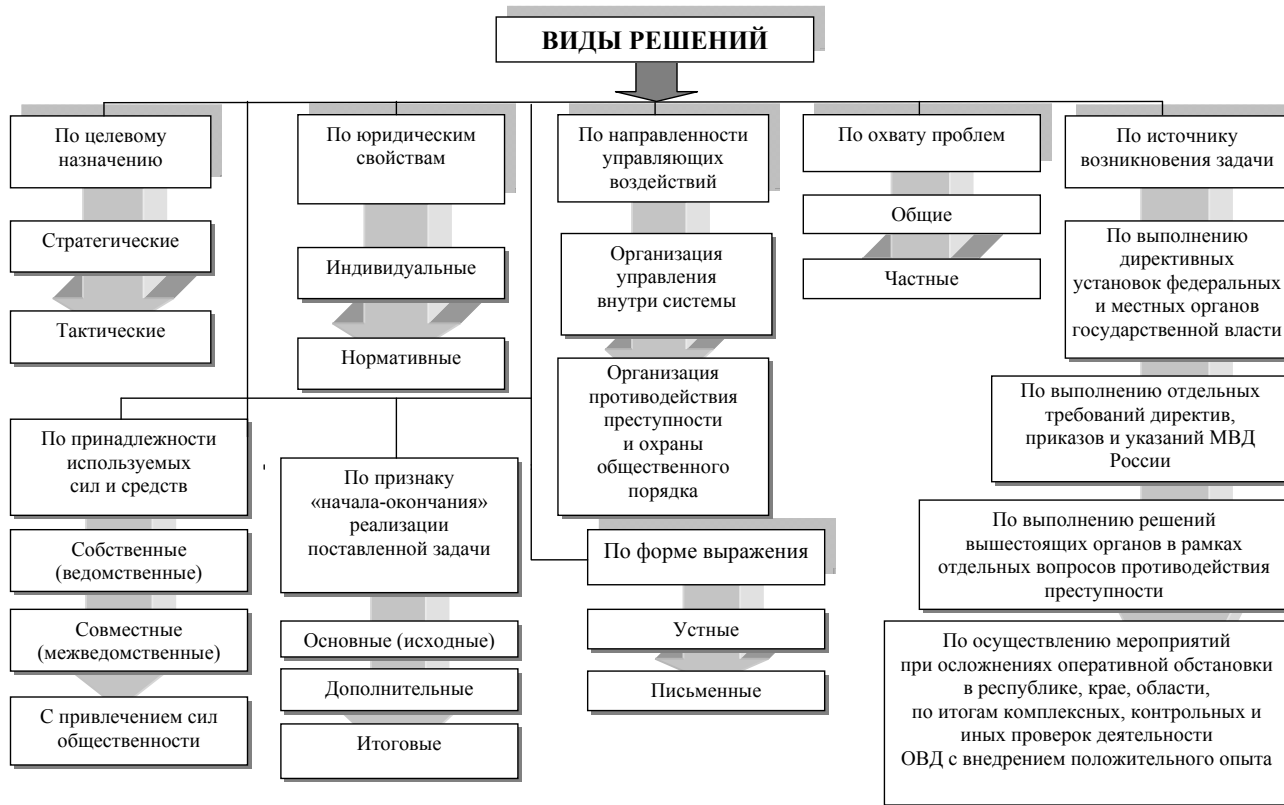 ВИДЫ РЕШЕНИЙ
По целевому
назначению
Стратегические
Тактические
По юридическим
свойствам
Индивидуальные
Нормативные
По направленности
управляющих
воздействий
Организация
управления
внутри системы
Организация
противодействия
преступности
и охраны
общественного
порядка
По охвату проблем
Общие
Частные
По источнику
возникновения задачи
По выполнению
директивных
установок федеральных
и местных органов
государственной власти
По выполнению отдельных
требований директив,
приказов и указаний МВД
России
По выполнению решений
вышестоящих органов в рамках
отдельных вопросов противодействия
преступности
По осуществлению мероприятий
при осложнениях оперативной обстановки
в республике, крае, области,
по итогам комплексных, контрольных и
иных проверок деятельности
ОВД с внедрением положительного опыта
По принадлежности
используемых
сил и средств
Собственные
(ведомственные)
Совместные
(межведомственные)
С привлечением сил
общественности
По признаку
«начала-окончания»
реализации
поставленной задачи
Основные (исходные)
Дополнительные
Итоговые
По форме выражения
Устные
Письменные